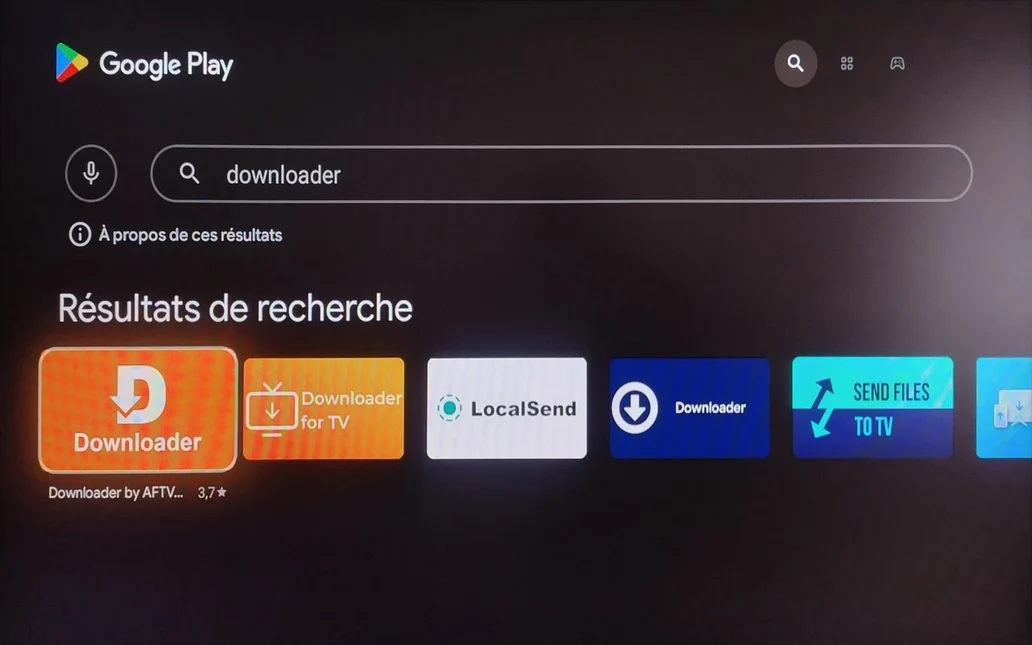 Google Play
downloader
À propos de ces résultats
Résultats de recherche
Downloader
Downloader
for TV
LocalSend
Downloader
SEND FILES
TO TV
Downloader by AFTV... 3,7★